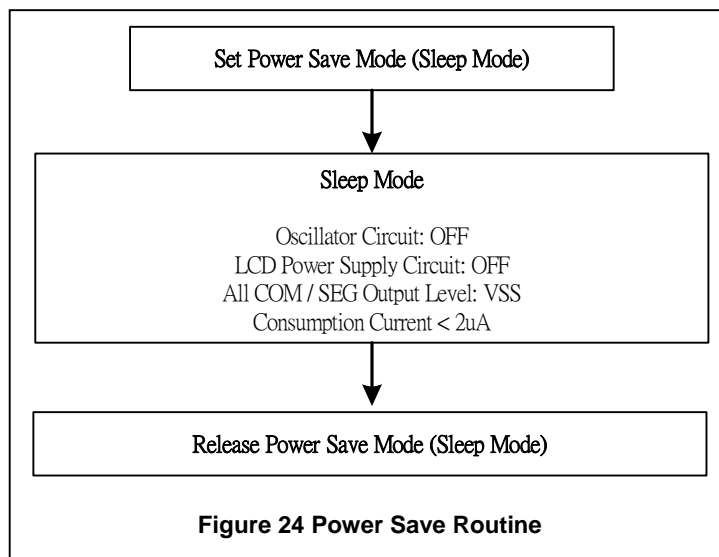 Set Power Save Mode (Sleep Mode)
Sleep Mode
Oscillator Circuit: OFF
LCD Power Supply Circuit: OFF
All COM / SEG Output Level: VSS
Consumption Current < 2uA
Release Power Save Mode (Sleep Mode)
Figure 24 Power Save Routine